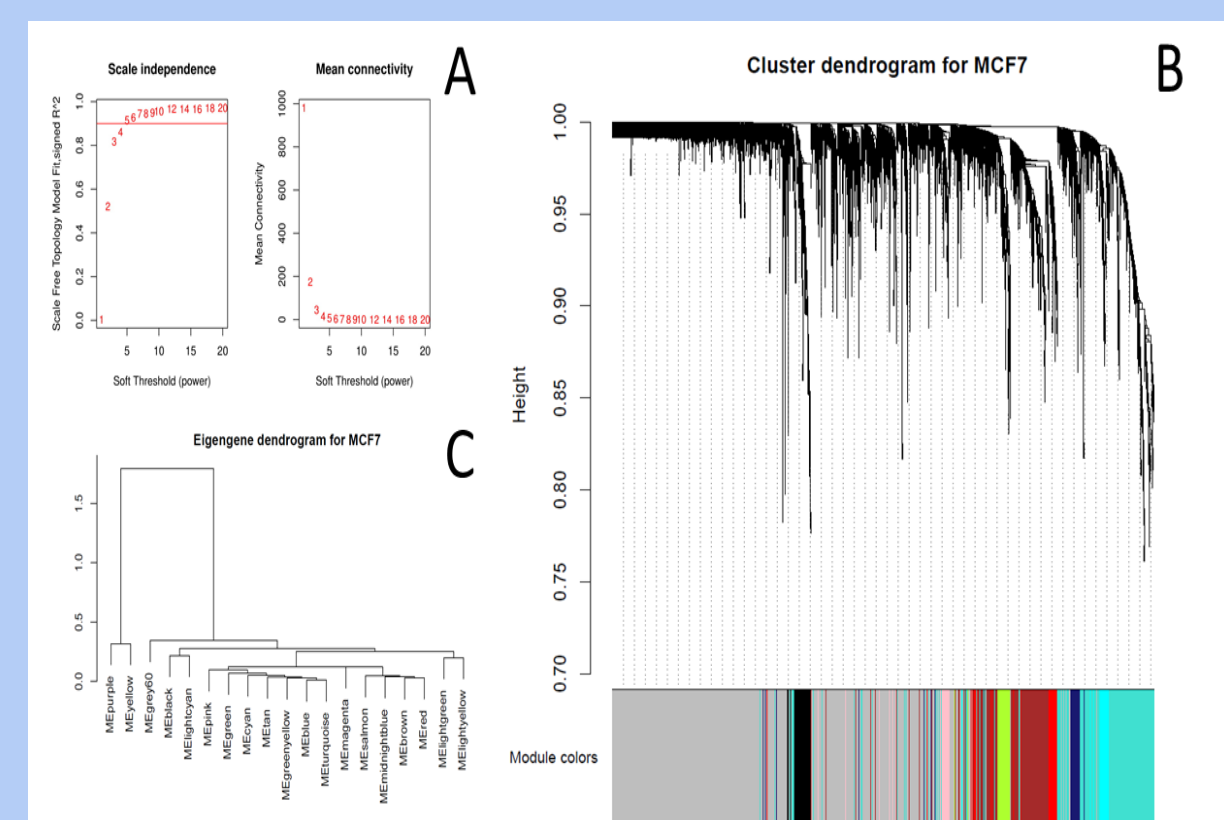 A
Scale independence
Scale Free Topology Model Fit,signed R^2
1.0
0.8
0.6
0.4
0.2
0.0
1 2 3 4 5 6 7 8 9 10 12 14 16 18 20
5 10 15 20
Soft Threshold (power)
Mean connectivity
Mean Connectivity
1000
800
600
400
200
0
1 2 3 4 5 6 7 8 9 10 12 14 16 18 20
5 10 15 20
Soft Threshold (power)
B
Cluster dendrogram for MCF7
Height
1.00
0.95
0.90
0.85
0.80
0.75
0.70
Module colors
C
Eigengene dendrogram for MCF7
1.5
1.0
0.5
0.0
MEpurple
MEyellow
MEgrey60
MEblack
MElightcyan
MEpink
MEgreen
MEcyan
MEtan
MEgreenyellow
MEblue
MEturquoise
MEmagenta
MEsalmon
MEmidnightblue
MEbrown
MEred
MElightgreen
MElightyellow